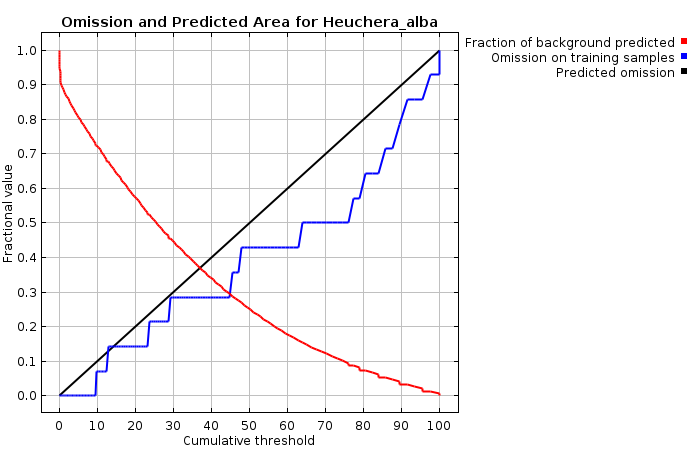 Omission and Predicted Area for Heuchera_alba
Fraction of background predicted
Omission on training samples
Predicted omission
Fractional value
1.0
0.9
0.8
0.7
0.6
0.5
0.4
0.3
0.2
0.1
0.0
0 10 20 30 40 50 60 70 80 90 100
Cumulative threshold